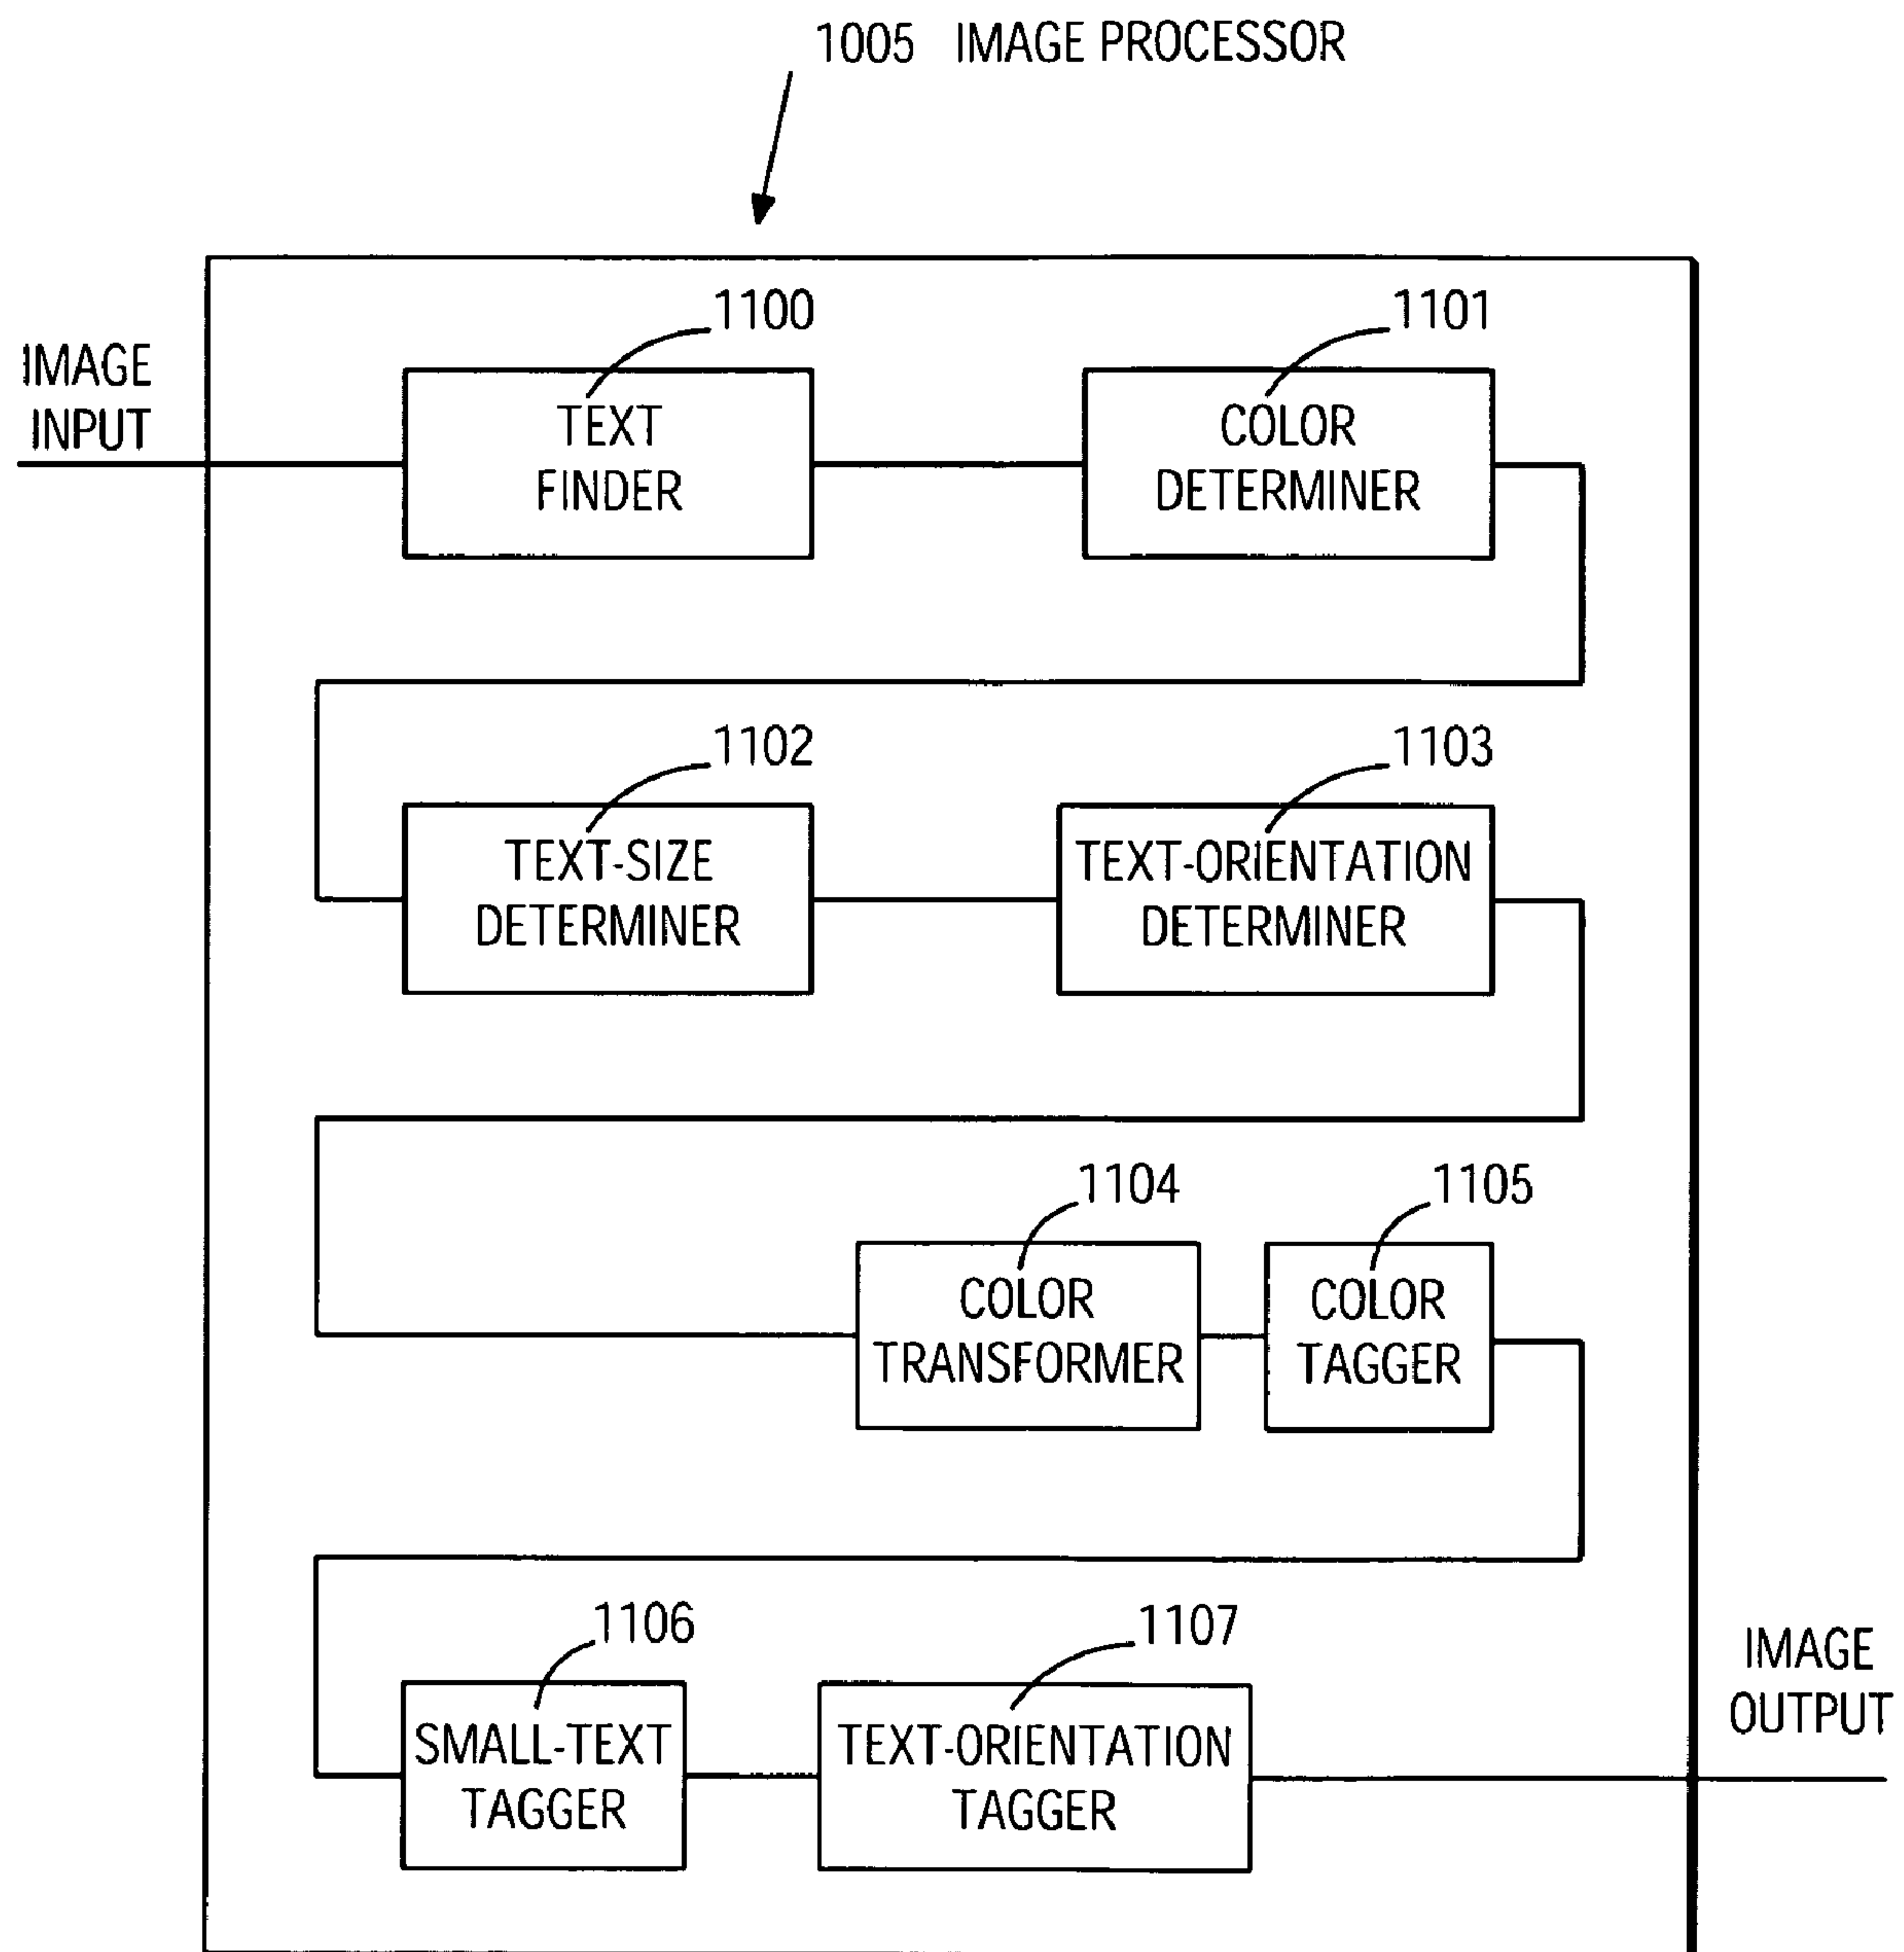 1005 IMAGE PROCESSOR
IMAGE
INPUT
1100
TEXT
FINDER
1101
COLOR
DETERMINER
1102
TEXT-SIZE
DETERMINER
1103
TEXT-ORIENTATION
DETERMINER
1104
COLOR
TRANSFORMER
1105
COLOR
TAGGER
1106
SMALL-TEXT
TAGGER
1107
TEXT-ORIENTATION
TAGGER
IMAGE
OUTPUT